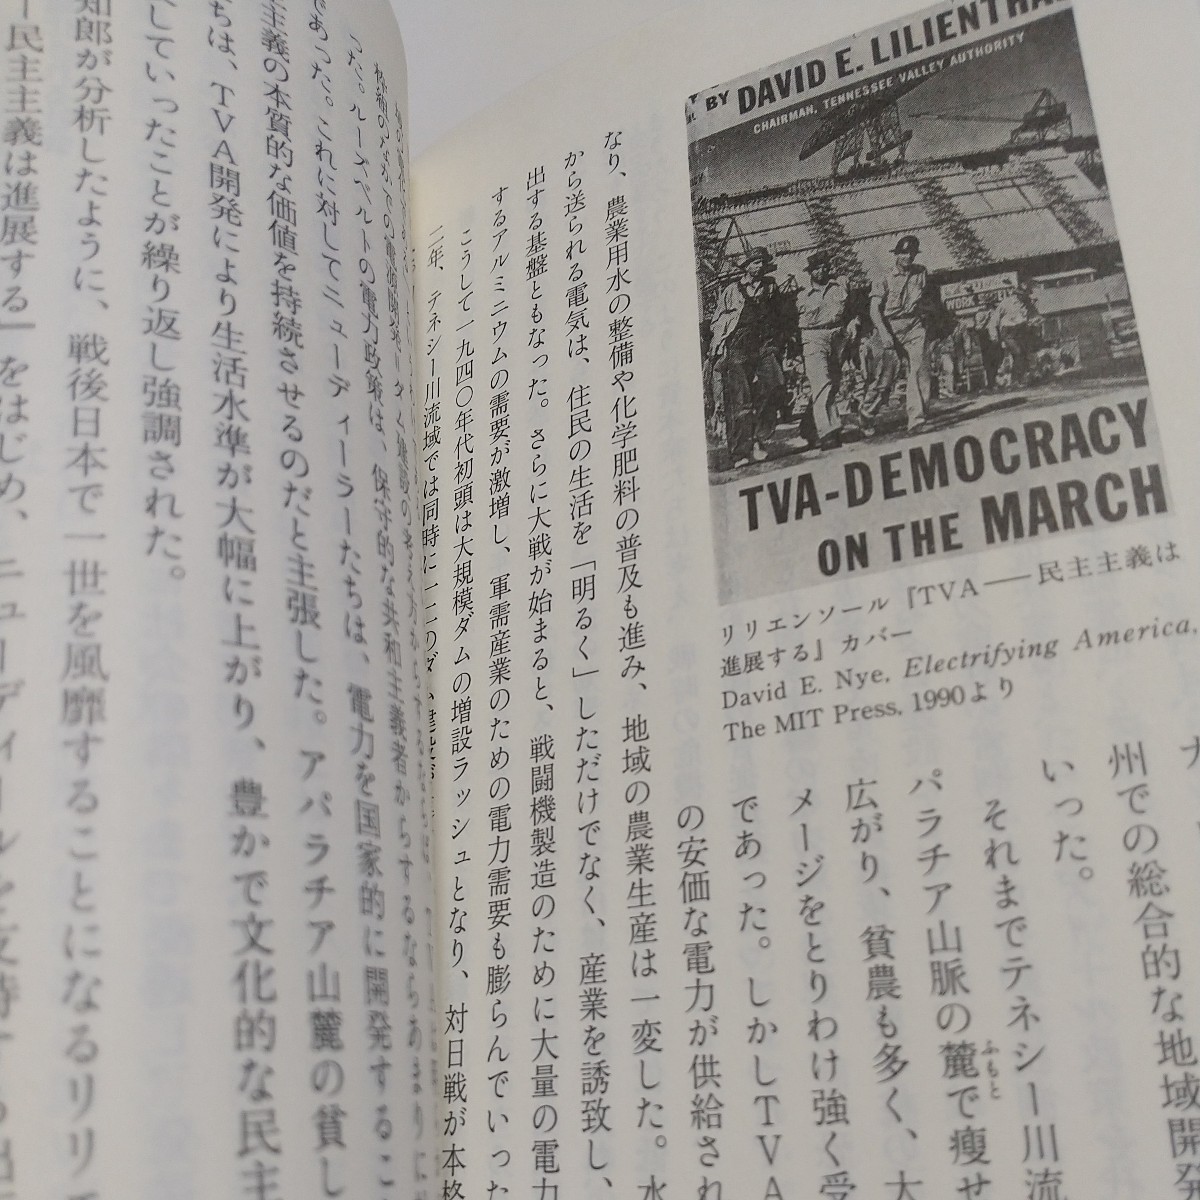 BY DAVID E. LILIENTHA
CHAIRMAN, TENNESSEE VALLEY AUTHORITY
TVA-DEMOCRACY
ON THE MARCH
リリエンソール『TVA——民主主義は
進展する』カバー
David E. Nye, Electrifying America,
The MIT Press, 1990より
州での総合的な地域開発
いった。
それまでテネシー川流
パラチア山脈の麓で瘦せ
ふもと
広がり、貧農も多く、大
メージをとりわけ強く受
であった。しかしTVA
の安価な電力が供給され
なり、農業用水の整備や化学肥料の普及も進み、地域の農業生産は一変した。水
から送られる電気は、住民の生活を「明るく」しただけでなく、産業を誘致し、
出する基盤ともなった。さらに大戦が始まると、戦闘機製造のために大量の電力
するアルミニウムの需要が激増し、軍需産業のための電力需要も膨らんでいった
こうして一九四〇年代初頭は大規模ダムの増設ラッシュとなり、対日戦が本格
二年、テネシー川流域では同時に一二のダム
った。ルーズベルトの電力政策は、保守的な共和主義者からするならあまりに
であった。これに対してニューディーラーたちは、電力を国家的に開発するこ
主義の本質的な価値を持続させるのだと主張した。アパラチア山麓の貧し
ちは、TVA開発により生活水準が大幅に上がり、豊かで文化的な民主
していったことが繰り返し強調された。
知郎が分析したように、戦後日本で一世を風靡することになるリリエ
ー民主主義は進展する」をはじめ、ニューディールを支持する出